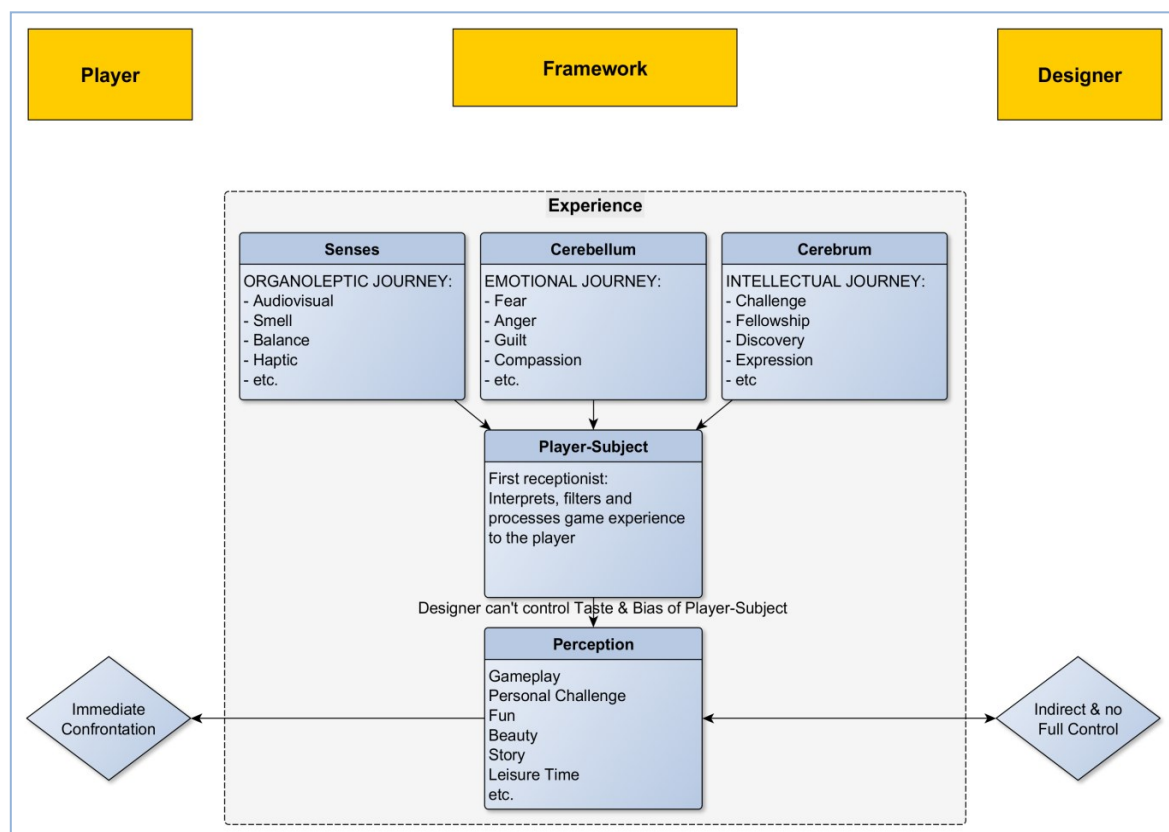 Player
Framework
Designer
Experience
Senses
ORGANOLEPTIC JOURNEY:
- Audiovisual
- Smell
- Balance
- Haptic
- etc.
Cerebellum
EMOTIONAL JOURNEY:
- Fear
- Anger
- Guilt
- Compassion
- etc.
Cerebrum
INTELLECTUAL JOURNEY:
- Challenge
- Fellowship
- Discovery
- Expression
- etc
Player-Subject
First receptionist:
Interprets, filters and
processes game experience
to the player
Designer can't control Taste & Bias of Player-Subject
Perception
Gameplay
Personal Challenge
Fun
Beauty
Story
Leisure Time
etc.
Immediate
Confrontation
Indirect & no
Full Control